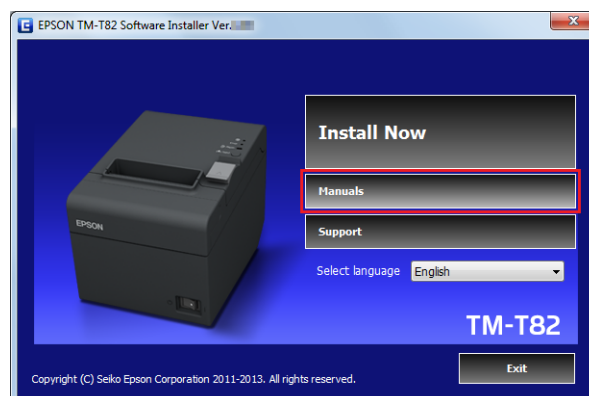 EPSON TM-T82 Software Installer Ver.
Install Now
Manuals
EPSON
Support
Select language English
TM-T82
Exit
Copyright (C) Seiko Epson Corporation 2011-2013. All rights reserved.